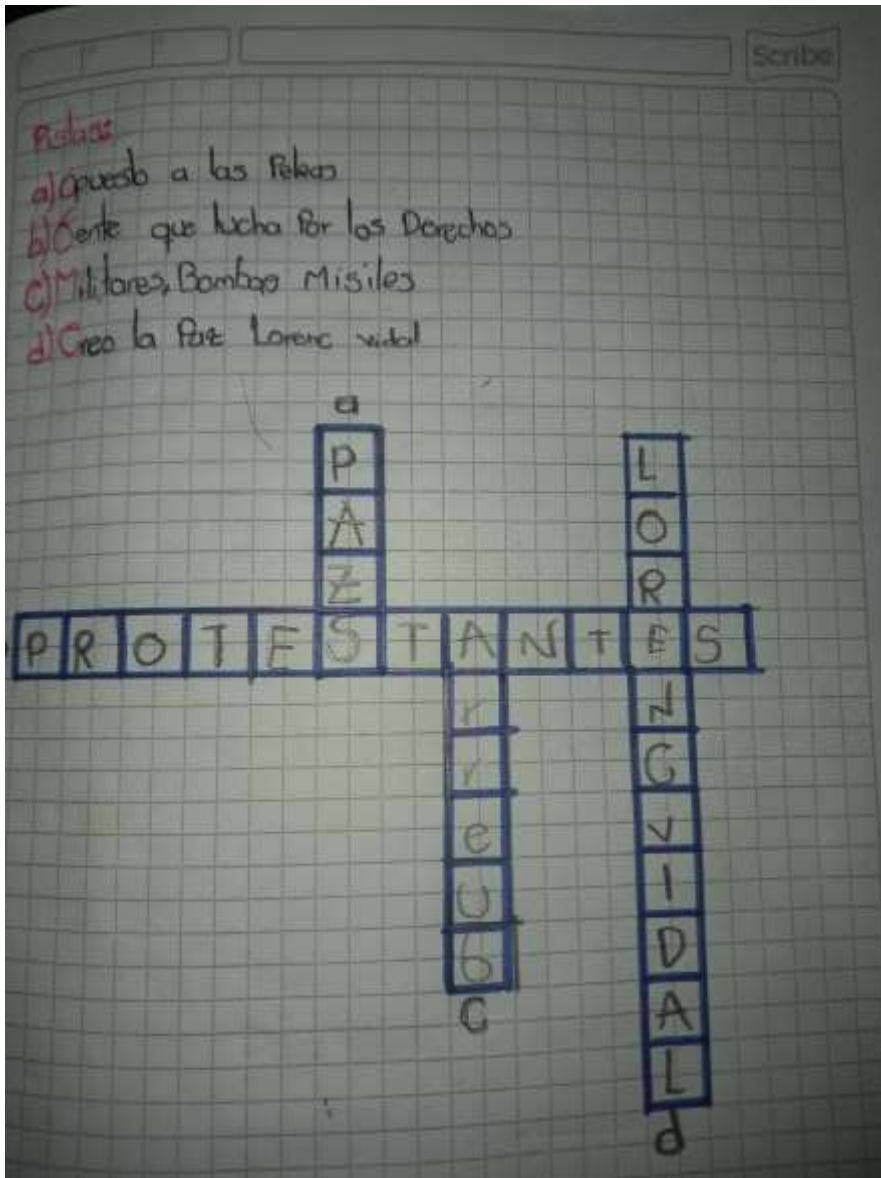 Scribe
Pistas:
a) Opuesto a las Peleas
b) Gente que lucha Por los Derechos
c) Militares, Bombas Misiles
d) Creo la Paz Lorenc vidal
a
P
A
Z
L
O
R
P R O T E S T A N T E S
r
r
e
U
G
C
N
C
V
I
D
A
L
d